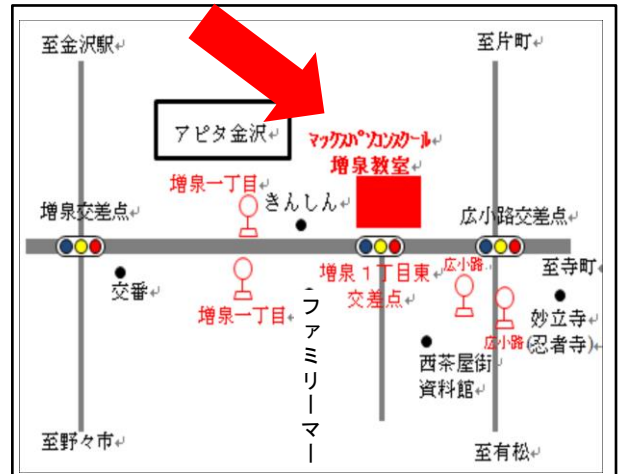 至金沢駅
至片町
アピタ金沢
マックスパソコンスクール
増泉教室
増泉一丁目
きんしん
増泉交差点
広小路交差点
交番
増泉一丁目
増泉１丁目東
交差点
広小路
至寺町
妙立寺
(忍者寺)
広小路
ファミリーマー
西茶屋街
資料館
至野々市
至有松